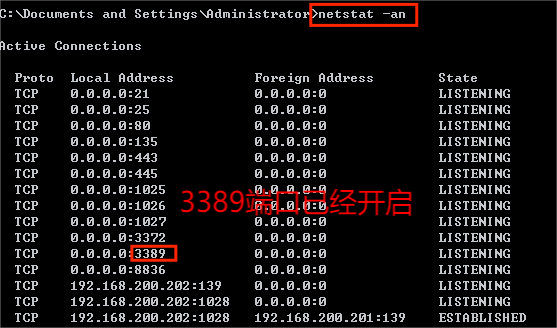 C:\Documents and Settings\Administrator>netstat -an
Active Connections
Proto Local Address Foreign Address State
TCP 0.0.0.0:21 0.0.0.0:0 LISTENING
TCP 0.0.0.0:25 0.0.0.0:0 LISTENING
TCP 0.0.0.0:80 0.0.0.0:0 LISTENING
TCP 0.0.0.0:135 0.0.0.0:0 LISTENING
TCP 0.0.0.0:443 0.0.0.0:0 LISTENING
TCP 0.0.0.0:445 0.0.0.0:0 LISTENING
TCP 0.0.0.0:1025 0.0.0.0:0 LISTENING
TCP 0.0.0.0:1026 0.0.0.0:0 LISTENING
3389端口已经开启
TCP 0.0.0.0:1027 0.0.0.0:0 LISTENING
TCP 0.0.0.0:3372 0.0.0.0:0 LISTENING
TCP 0.0.0.0:3389 0.0.0.0:0 LISTENING
TCP 0.0.0.0:8836 0.0.0.0:0 LISTENING
TCP 192.168.200.202:139 0.0.0.0:0 LISTENING
TCP 192.168.200.202:1028 0.0.0.0:0 LISTENING
TCP 192.168.200.202:1028 192.168.200.201:139 ESTABLISHED